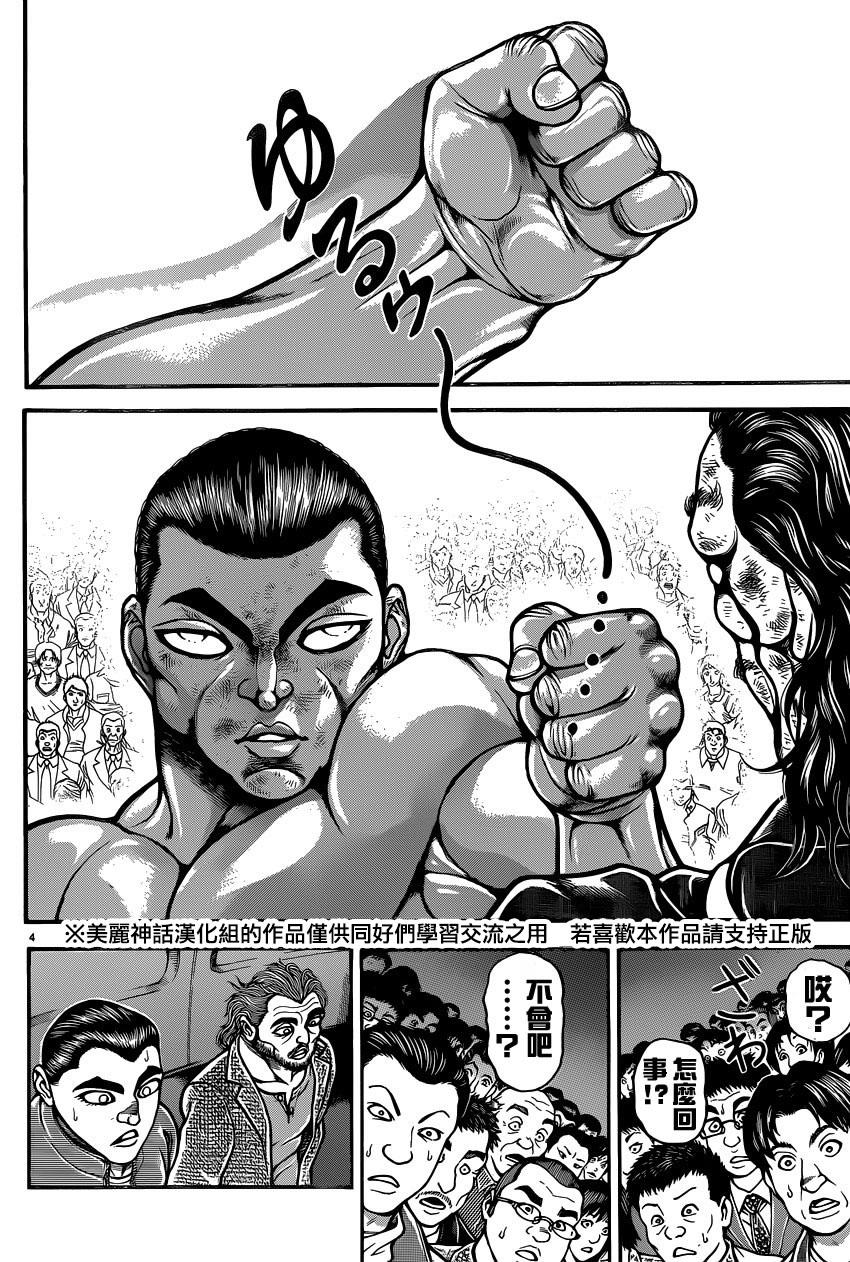 ゆるゥ
4
※美麗神話漢化組的作品僅供同好們學習交流之用　若喜歡本作品請支持正版
哎？
ざわ
怎麼回
事!?
不會吧
……？